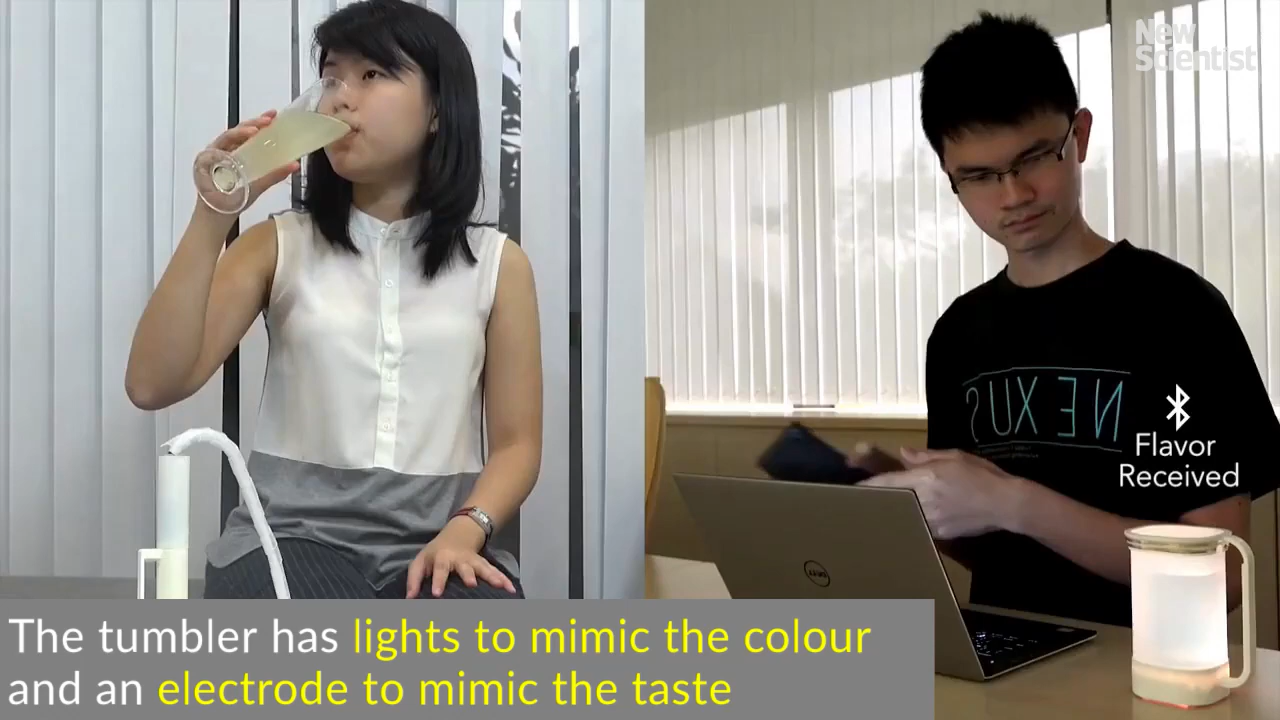 New
Scientist
NEXUS
Flavor
Received
DELL
The tumbler has lights to mimic the colour
and an electrode to mimic the taste